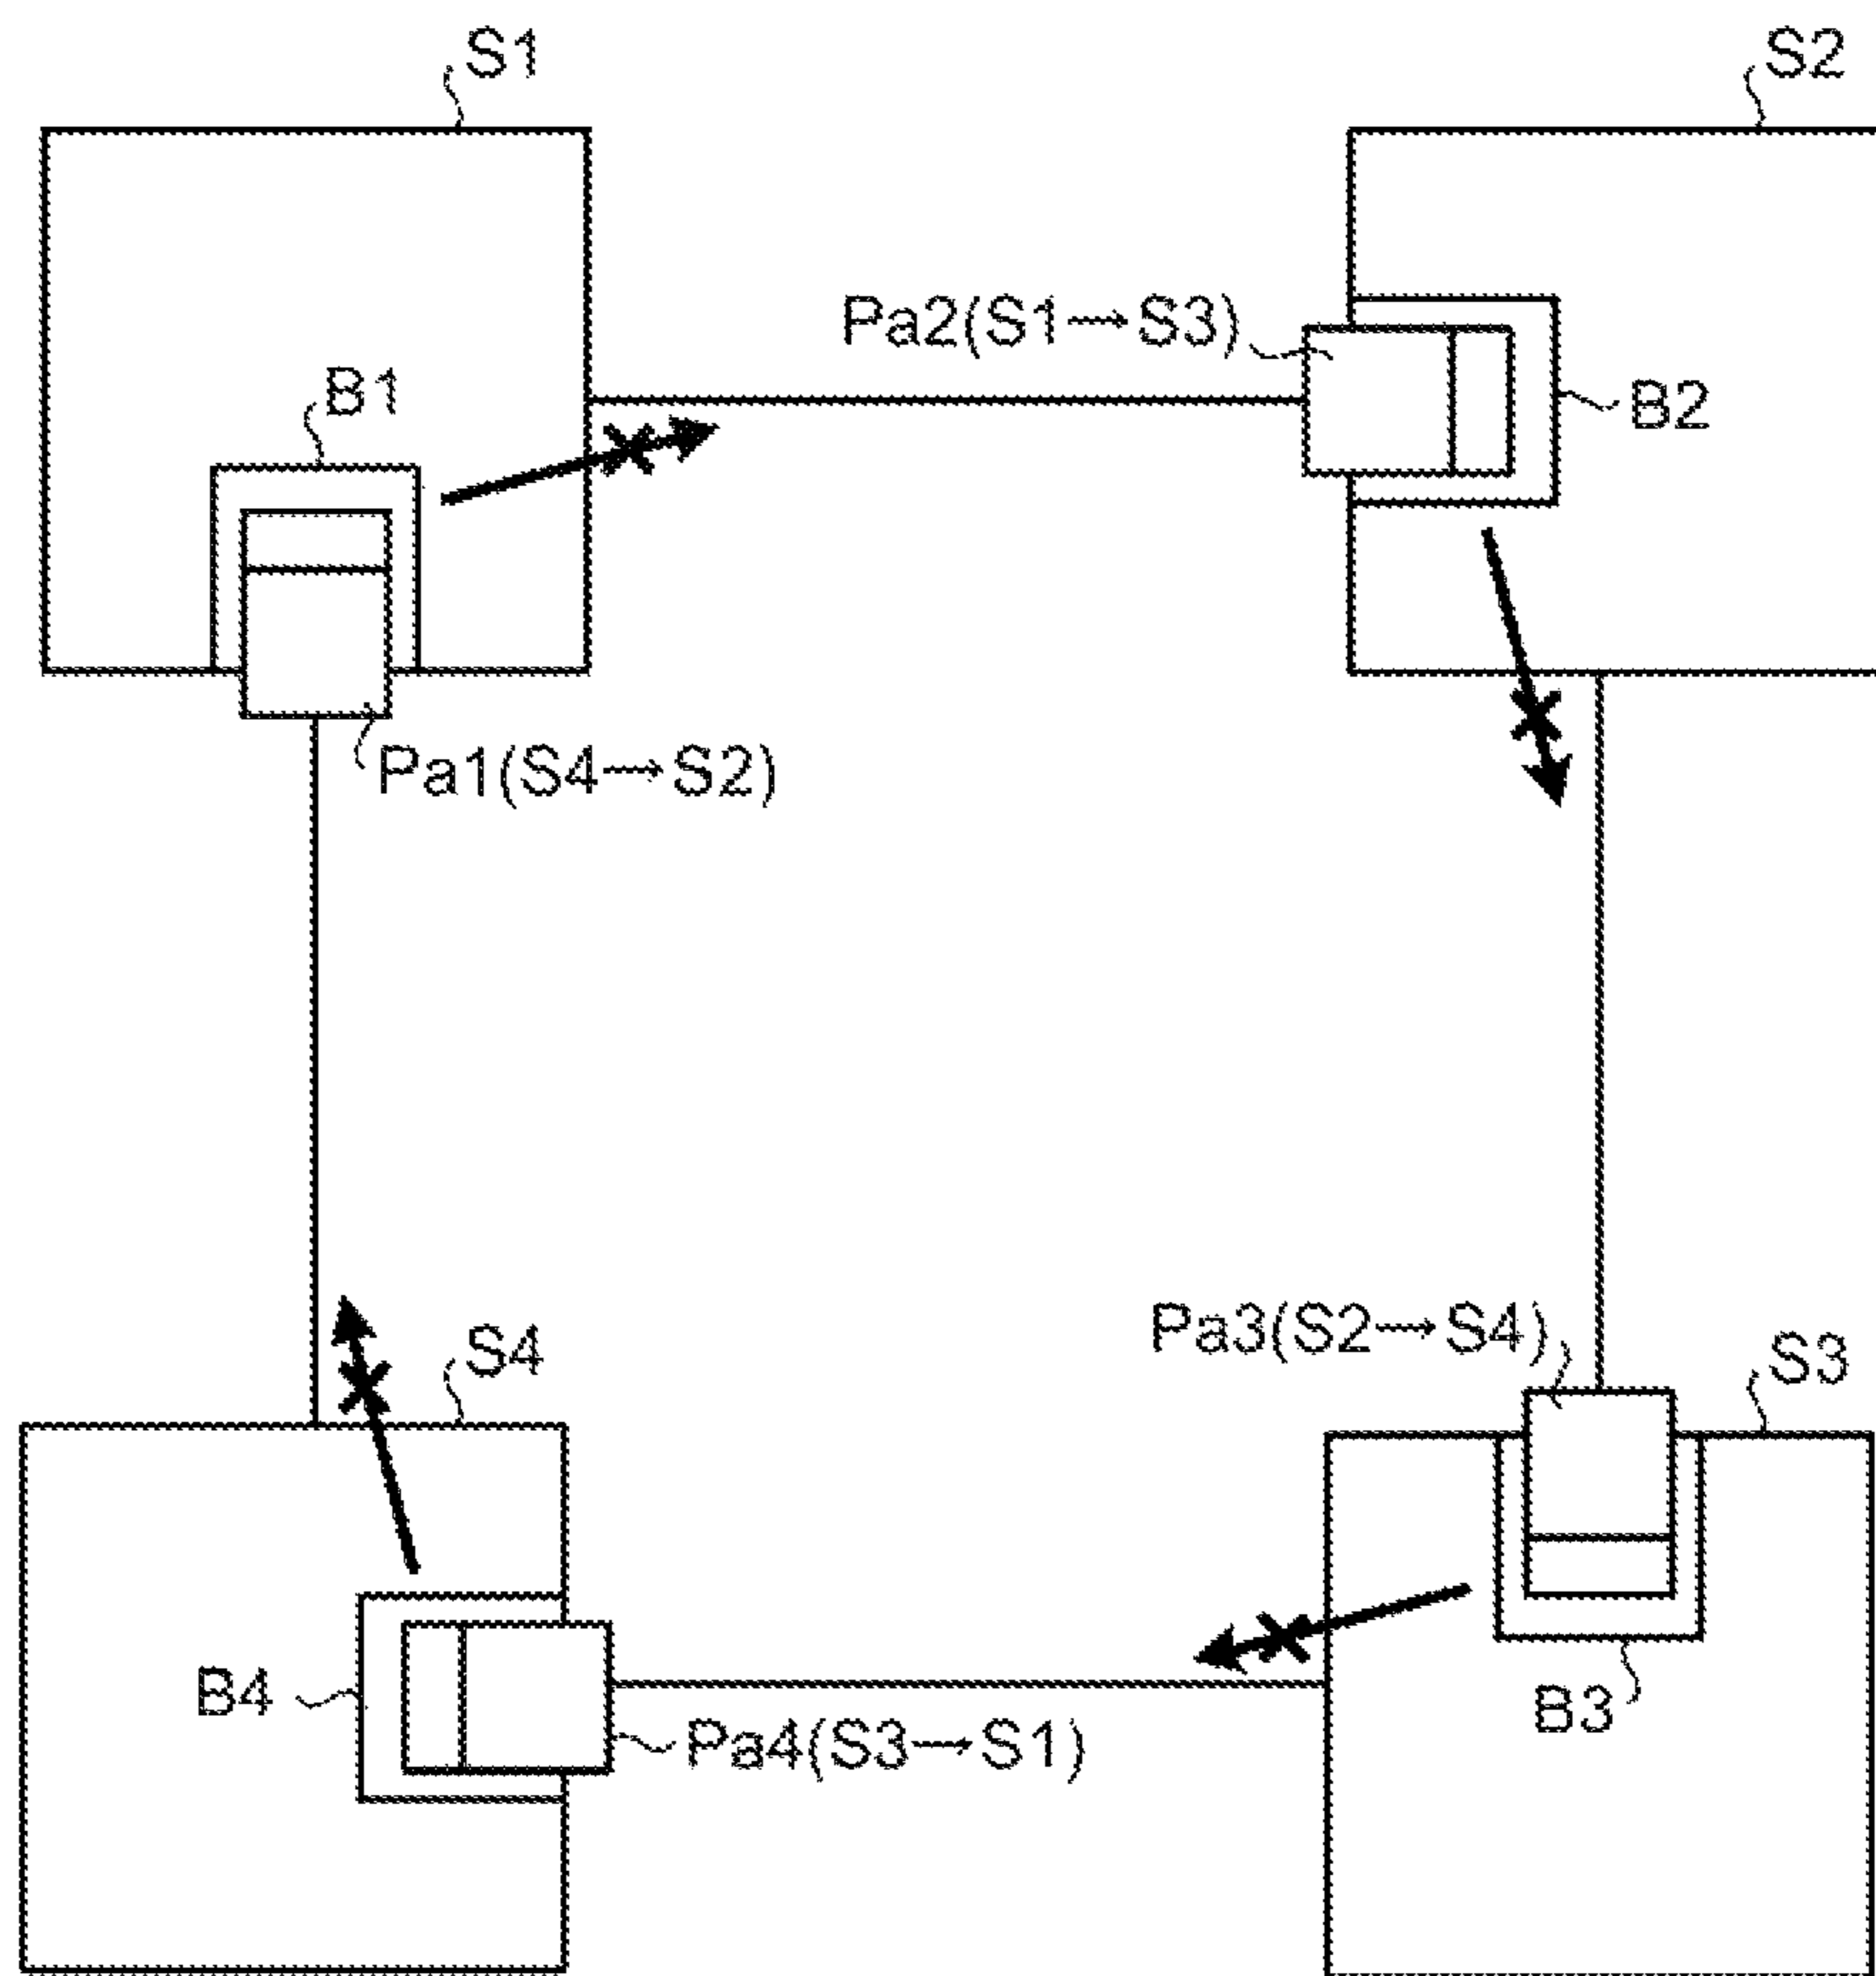 S1
S2
Pa2(S1→S3)
B1
B2
Pa1(S4→S2)
Pa3(S2→S4)
S4
S3
B4
B3
Pa4(S3→S1)